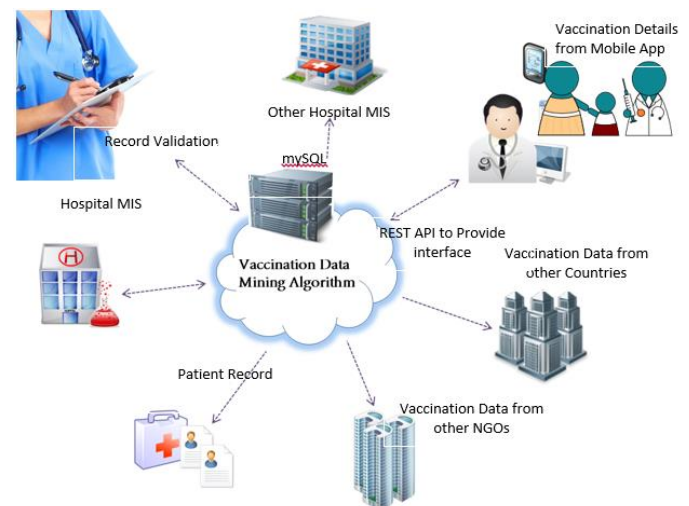 Vaccination Details
from Mobile App
Other Hospital MIS
Record Validation
mySQL
Hospital MIS
H
REST API to Provide
interface
Vaccination Data
Mining Algorithm
Vaccination Data from
other Countries
Patient Record
Vaccination Data from
other NGOs